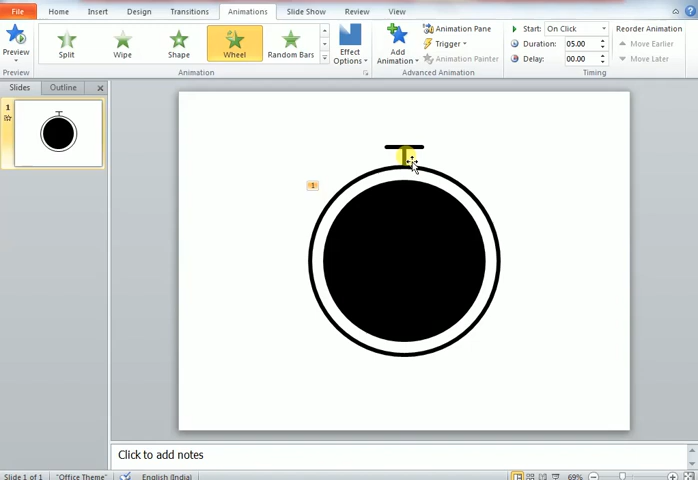 File Home Insert Design Transitions Animations Slide Show Review View
Preview Split Wipe Shape Wheel Random Bars Effect Options Add Animation Animation Pane Trigger Animation Painter
Start: On Click
Duration: 05.00
Delay: 00.00
Reorder Animation
Move Earlier
Move Later
Preview Animation Advanced Animation Timing
Slides Outline
1
1
Click to add notes
Slide 1 of 1 "Office Theme" English (India) 69%